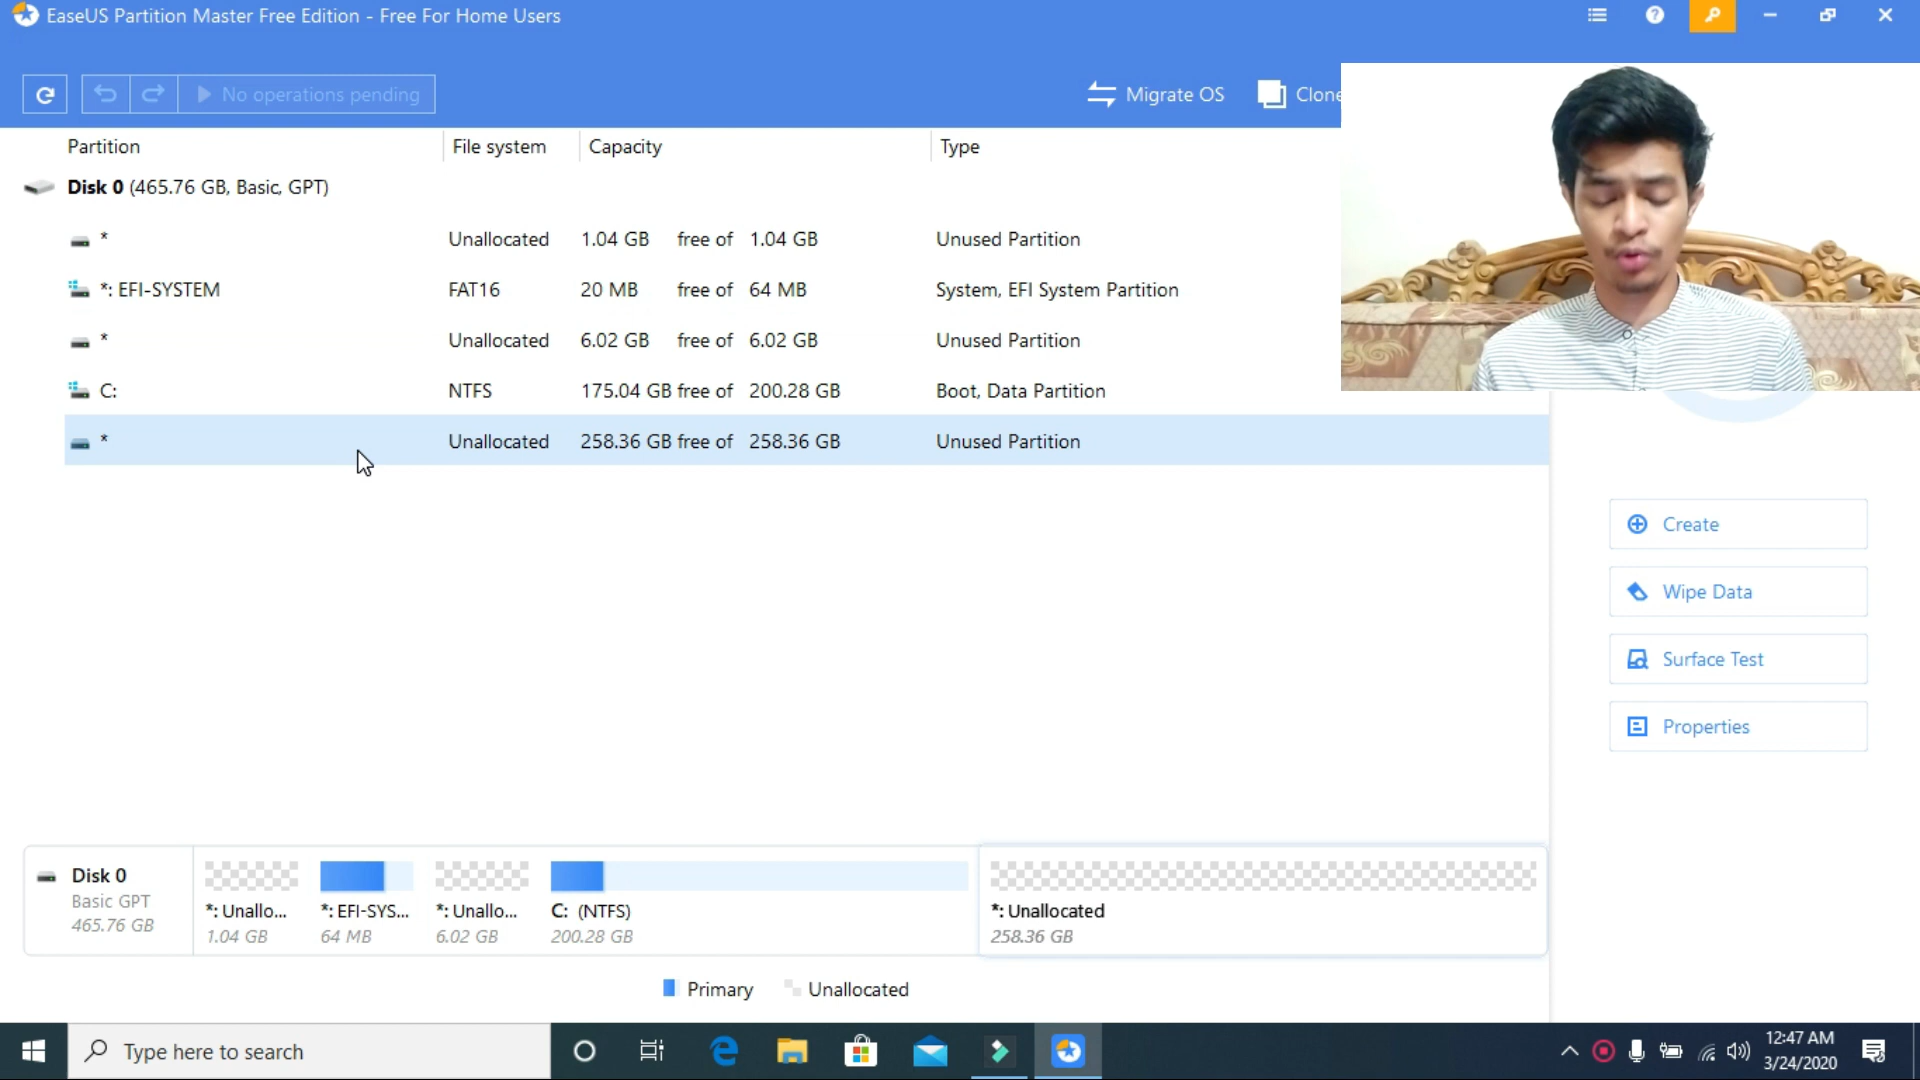 EaseUS Partition Master Free Edition - Free For Home Users
No operations pending
Migrate OS
Clone
Partition File system Capacity Type
Disk 0 (465.76 GB, Basic, GPT)
* Unallocated 1.04 GB free of 1.04 GB Unused Partition
*: EFI-SYSTEM FAT16 20 MB free of 64 MB System, EFI System Partition
* Unallocated 6.02 GB free of 6.02 GB Unused Partition
C: NTFS 175.04 GB free of 200.28 GB Boot, Data Partition
* Unallocated 258.36 GB free of 258.36 GB Unused Partition
Create
Wipe Data
Surface Test
Properties
Disk 0
Basic GPT
465.76 GB
*: Unallo...
1.04 GB
*: EFI-SYS...
64 MB
*: Unallo...
6.02 GB
C: (NTFS)
200.28 GB
*: Unallocated
258.36 GB
Primary Unallocated
Type here to search
12:47 AM
3/24/2020